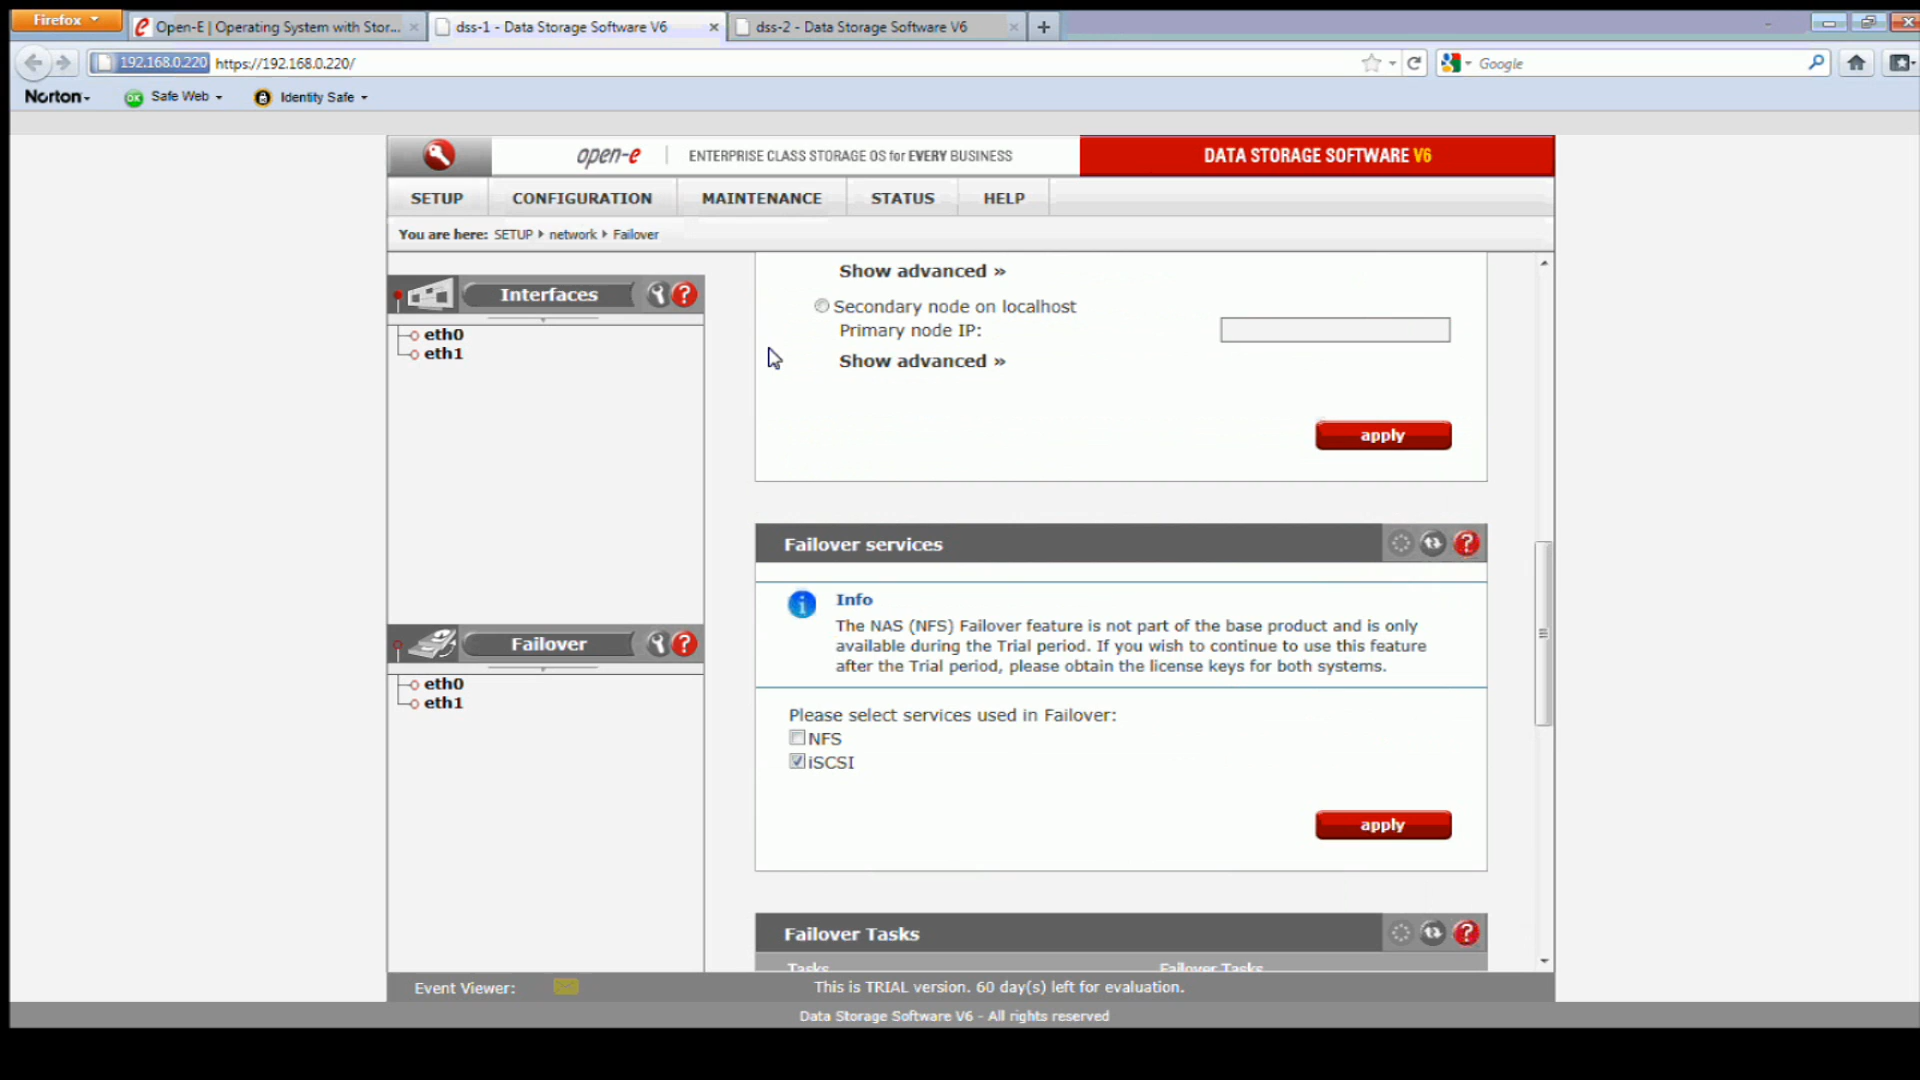 Firefox
Open-E | Operating System with Stor...
dss-1 - Data Storage Software V6
dss-2 - Data Storage Software V6
192.168.0.220 https://192.168.0.220/
Google
Norton
Safe Web
Identity Safe
open-e
ENTERPRISE CLASS STORAGE OS for EVERY BUSINESS
DATA STORAGE SOFTWARE V6
SETUP
CONFIGURATION
MAINTENANCE
STATUS
HELP
You are here: SETUP network Failover
Interfaces
eth0
eth1
Failover
eth0
eth1
Show advanced »
Secondary node on localhost
Primary node IP:
Show advanced »
apply
Failover services
Info
The NAS (NFS) Failover feature is not part of the base product and is only
available during the Trial period. If you wish to continue to use this feature
after the Trial period, please obtain the license keys for both systems.
Please select services used in Failover:
NFS
iSCSI
apply
Failover Tasks
Tasks
Failover Tasks
Event Viewer:
This is TRIAL version. 60 day(s) left for evaluation.
Data Storage Software V6 - All rights reserved